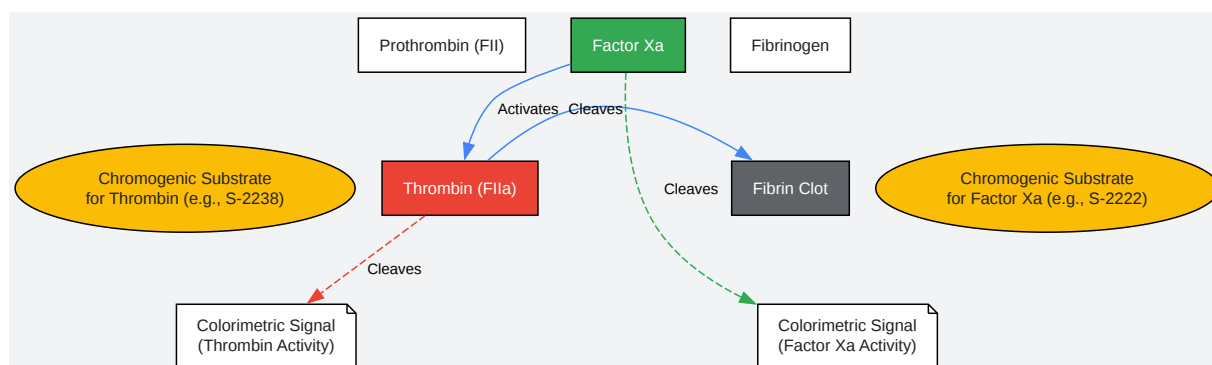 Prothrombin (FII)
Factor Xa
Fibrinogen
Activates
Cleaves
Chromogenic Substrate
for Thrombin (e.g., S-2238)
Thrombin (FIIa)
Cleaves
Fibrin Clot
Chromogenic Substrate
for Factor Xa (e.g., S-2222)
Cleaves
Colorimetric Signal
(Thrombin Activity)
Colorimetric Signal
(Factor Xa Activity)